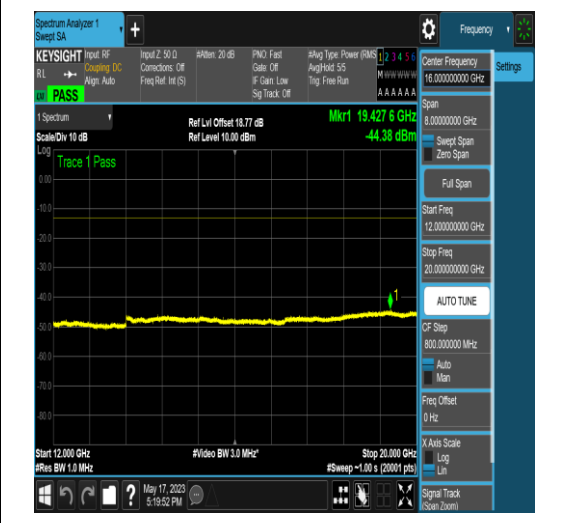 Spectrum Analyzer 1
Swept SA
Frequency
KEYSIGHT
RL
PASS
Input: RF
Coupling: DC
Align: Auto
Input Z: 50 Ω
Corrections: Off
Freq Ref: Int (S)
#Atten: 20 dB
PNO: Fast
Gate: Off
IF Gain: Low
Sig Track: Off
#Avg Type: Power (RMS)
Avg|Hold: 5/5
Trig: Free Run
1 2 3 4 5 6
M W W W W W
A A A A A A
Center Frequency
16.000000000 GHz
Settings
1 Spectrum
Scale/Div 10 dB
Ref Lvl Offset 18.77 dB
Ref Level 10.00 dBm
Mkr1 19.427 6 GHz
-44.38 dBm
Span
8.00000000 GHz
Swept Span
Zero Span
Log
Trace 1 Pass
0.00
-10.0
-20.0
-30.0
-40.0
-50.0
-60.0
-70.0
-80.0
1
Full Span
Start Freq
12.000000000 GHz
Stop Freq
20.000000000 GHz
AUTO TUNE
CF Step
800.000000 MHz
Auto
Man
Freq Offset
0 Hz
X Axis Scale
Log
Lin
Start 12.000 GHz
#Res BW 1.0 MHz
#Video BW 3.0 MHz*
Stop 20.000 GHz
#Sweep ~1.00 s (20001 pts)
May 17, 2023
5:19:52 PM
Signal Track
(Span Zoom)